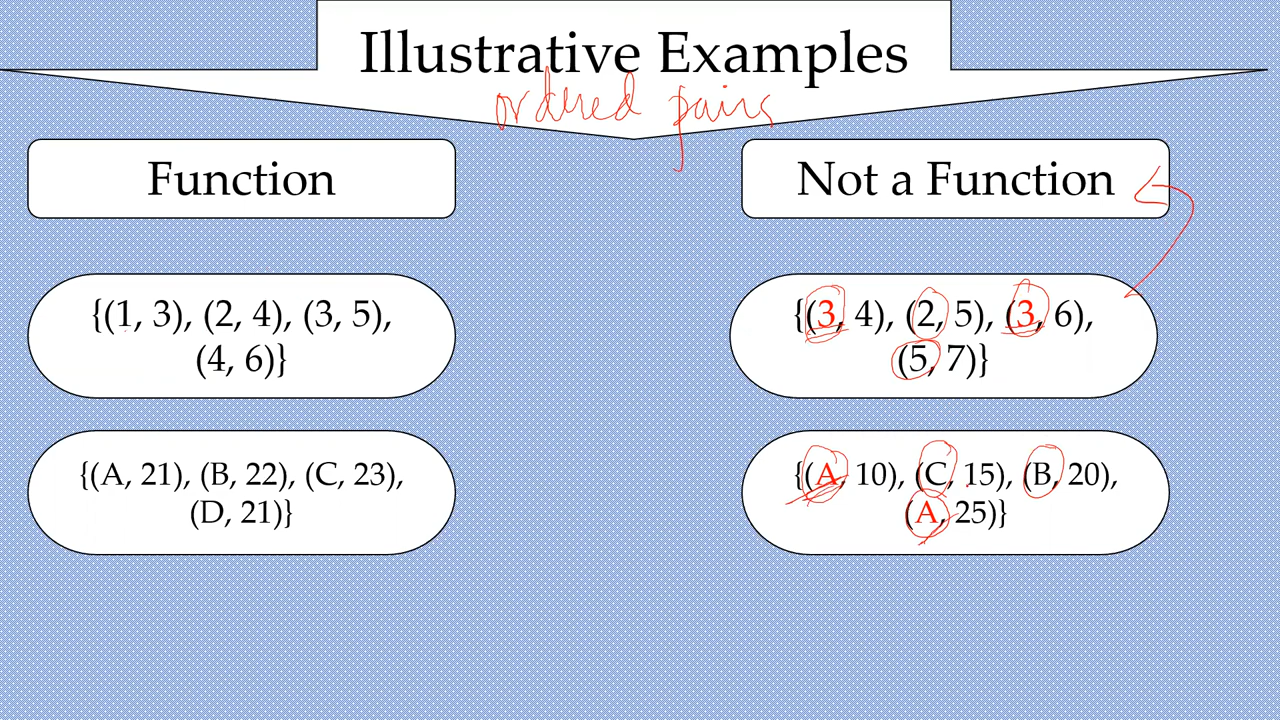 Illustrative Examples
ordered pairs
Function
Not a Function
{(1, 3), (2, 4), (3, 5),
(4, 6)}
{(3, 4), (2, 5), (3, 6),
(5, 7)}
{(A, 21), (B, 22), (C, 23),
(D, 21)}
{(A, 10), (C, 15), (B, 20),
(A, 25)}